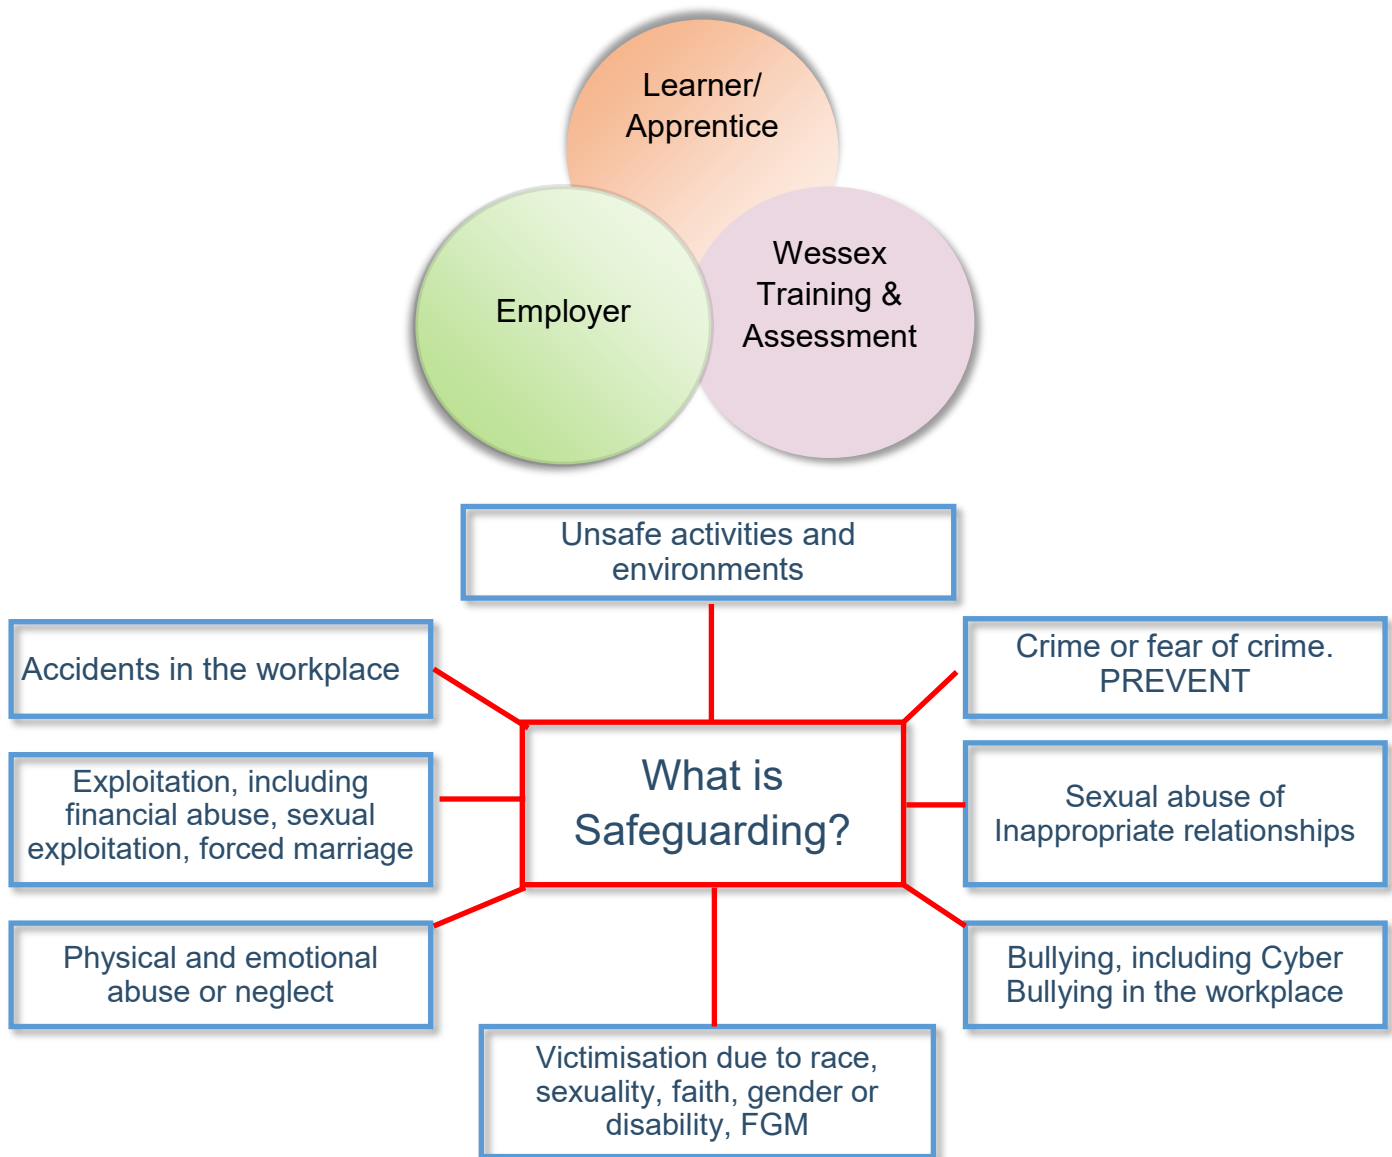 Learner/
Apprentice
Employer
Wessex
Training &
Assessment
Unsafe activities and
environments
Accidents in the workplace
Crime or fear of crime.
PREVENT
What is
Safeguarding?
Exploitation, including
financial abuse, sexual
exploitation, forced marriage
Sexual abuse of
Inappropriate relationships
Physical and emotional
abuse or neglect
Bullying, including Cyber
Bullying in the workplace
Victimisation due to race,
sexuality, faith, gender or
disability, FGM